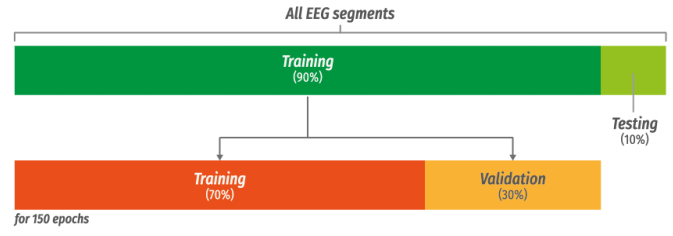 All EEG segments
Training
(90%)
Testing
(10%)
Training
(70%)
Validation
(30%)
for 150 epochs